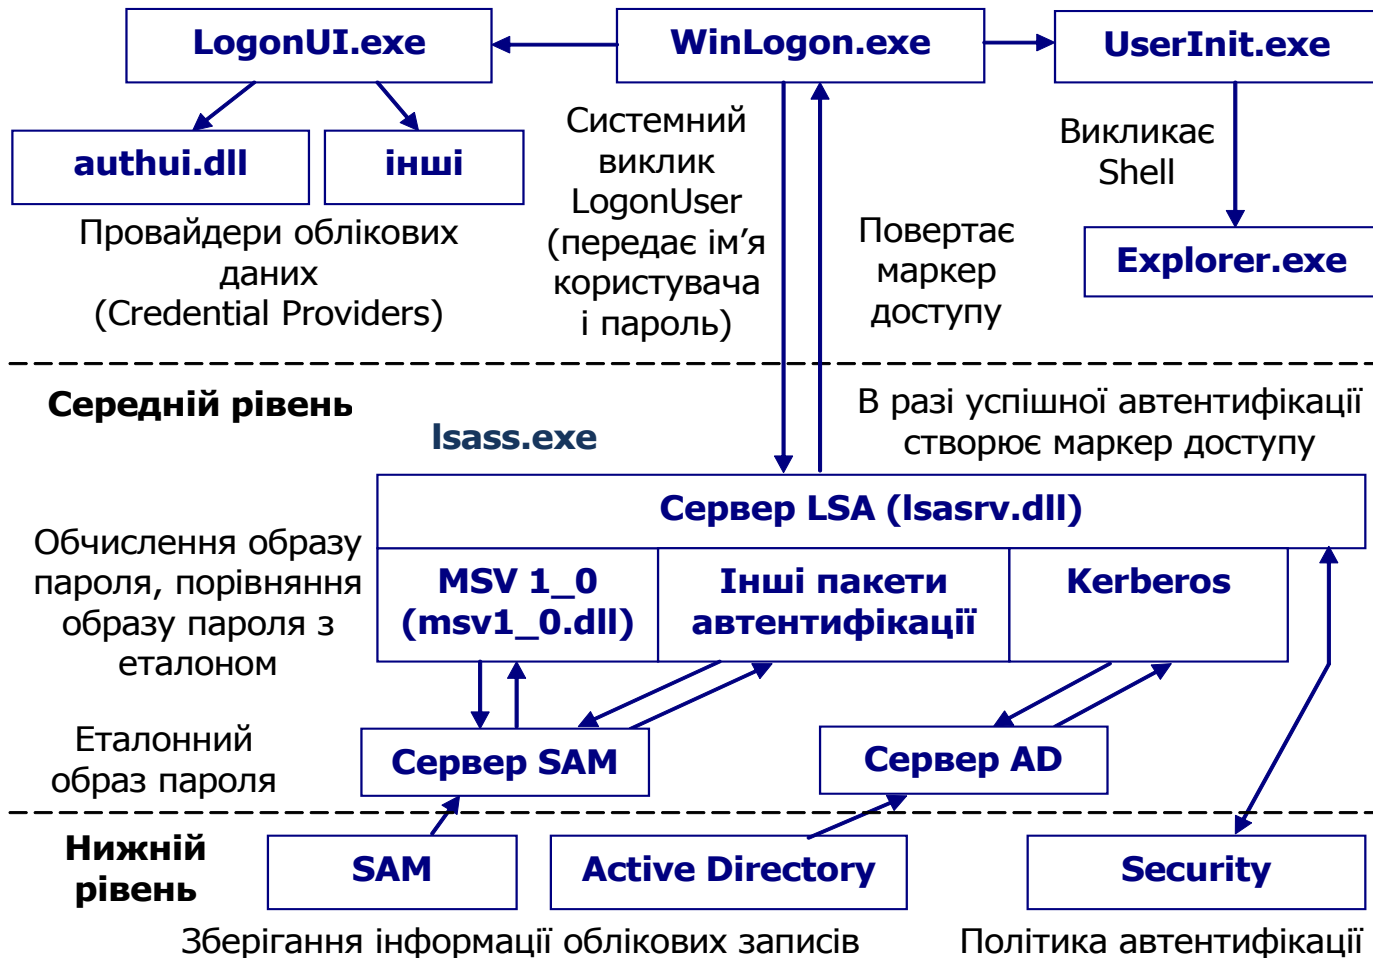 LogonUI.exe
WinLogon.exe
UserInit.exe
authui.dll
інші
Провайдери облікових
даних
(Credential Providers)
Системний
виклик
LogonUser
(передає ім’я
користувача
і пароль)
Повертає
маркер
доступу
Викликає
Shell
Explorer.exe
Середній рівень
lsass.exe
В разі успішної автентифікації
створює маркер доступу
Сервер LSA (lsasrv.dll)
Обчислення образу
пароля, порівняння
образу пароля з
еталоном
MSV 1_0
(msv1_0.dll)
Інші пакети
автентифікації
Kerberos
Еталонний
образ пароля
Сервер SAM
Сервер AD
Нижній
рівень
SAM
Active Directory
Security
Зберігання інформації облікових записів
Політика автентифікації